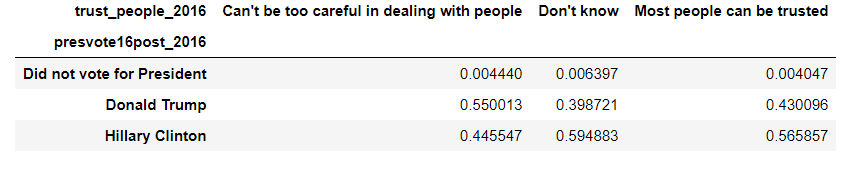 trust_people_2016 Can't be too careful in dealing with people Don't know Most people can be trusted
presvote16post_2016
Did not vote for President 0.004440 0.006397 0.004047
Donald Trump 0.550013 0.398721 0.430096
Hillary Clinton 0.445547 0.594883 0.565857